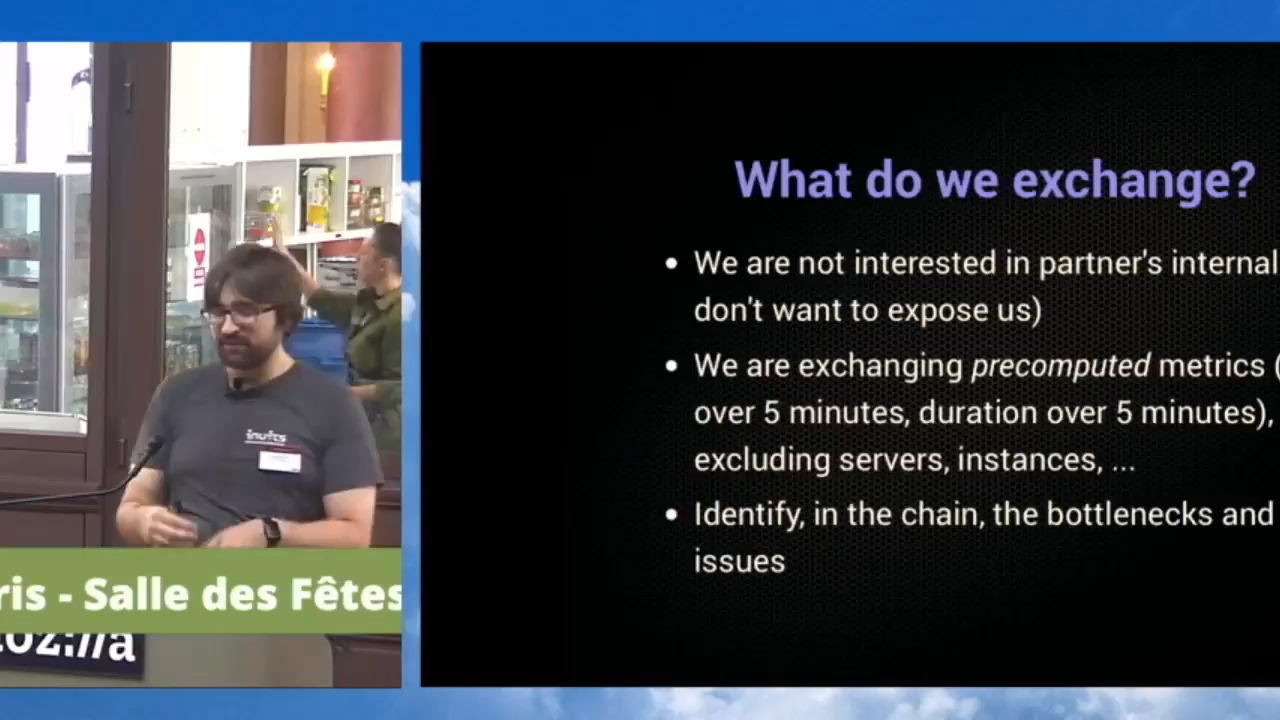 What do we exchange?
• We are not interested in partner's internal
don't want to expose us)
• We are exchanging precomputed metrics (
over 5 minutes, duration over 5 minutes),
excluding servers, instances, ...
• Identify, in the chain, the bottlenecks and
issues
inuits
ris - Salle des Fêtes
moz://a